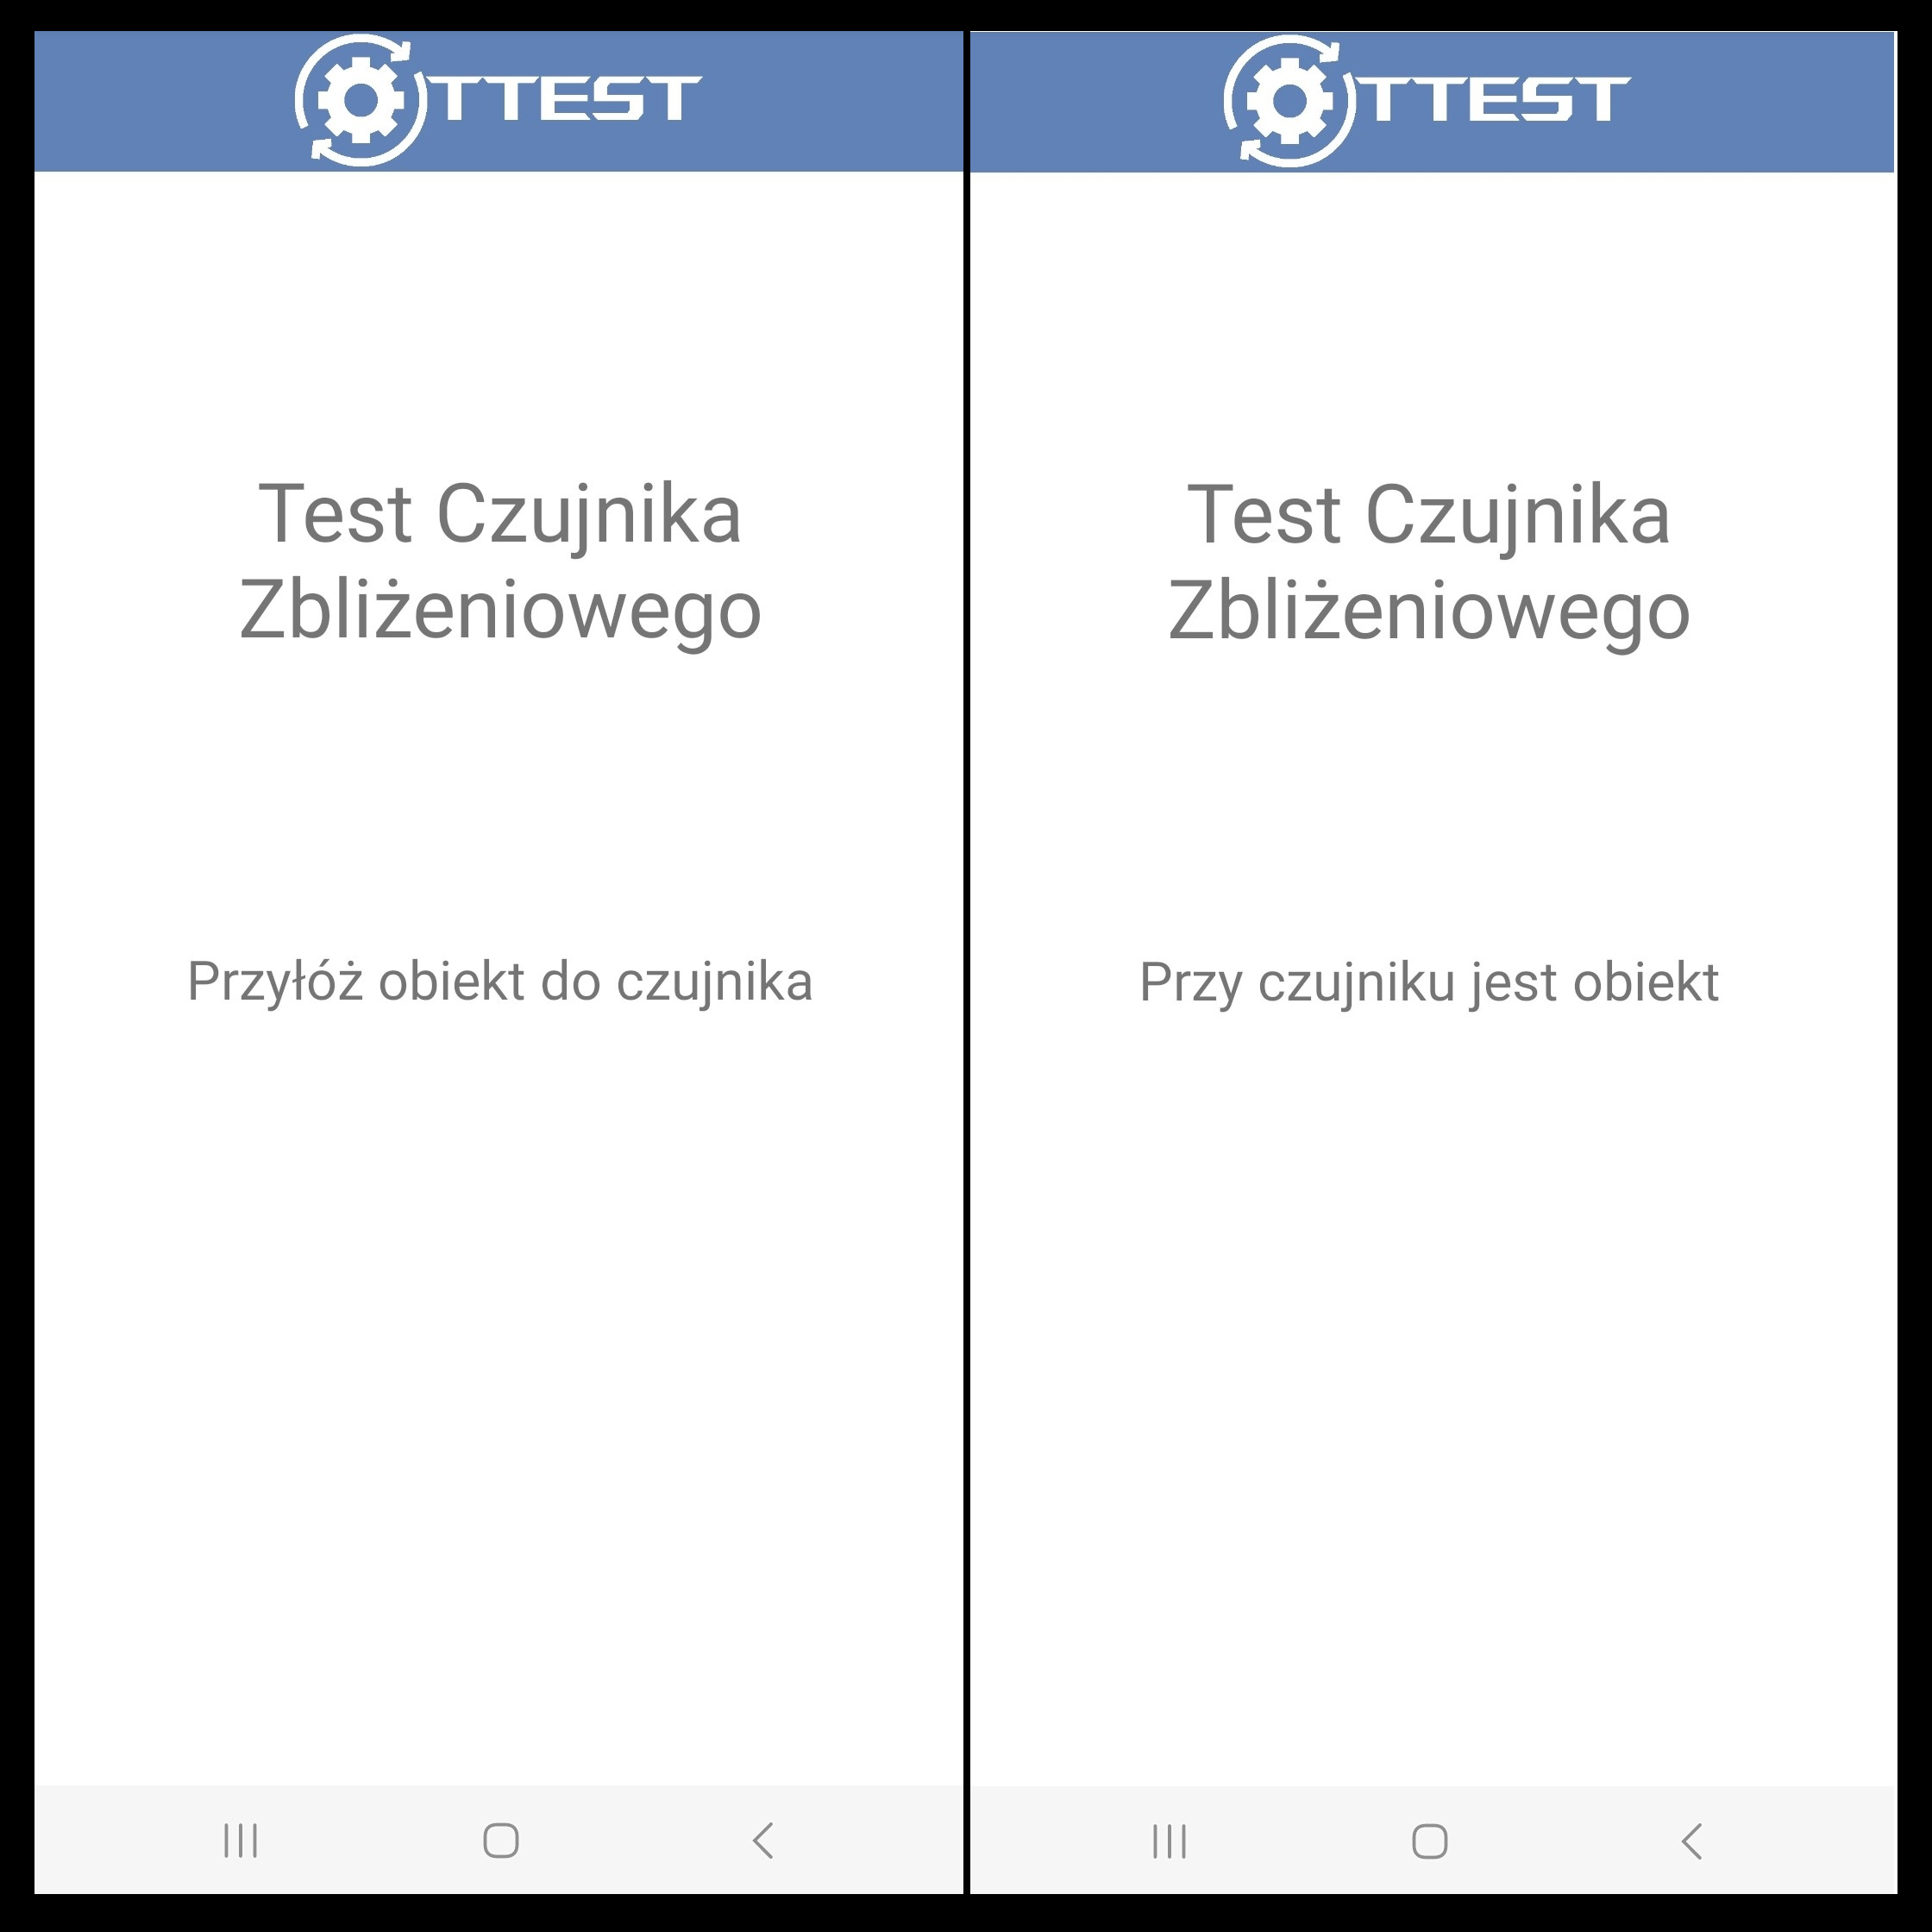 TTEST
Test Czujnika
Zbliżeniowego
Przyłóż obiekt do czujnika
TTEST
Test Czujnika
Zbliżeniowego
Przy czujniku jest obiekt